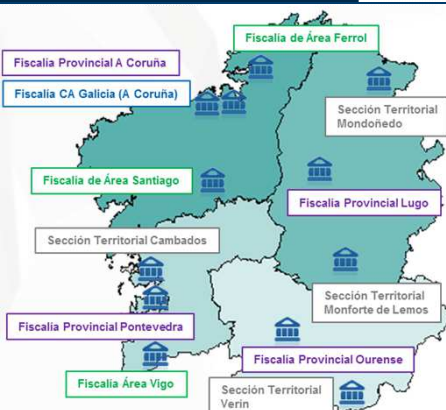 Fiscalía de Área Ferrol
Fiscalía Provincial A Coruña
Fiscalía CA Galicia (A Coruña)
Sección Territorial
Mondoñedo
Fiscalía de Área Santiago
Fiscalía Provincial Lugo
Sección Territorial Cambados
Sección Territorial
Monforte de Lemos
Fiscalía Provincial Pontevedra
Fiscalía Provincial Ourense
Fiscalía Área Vigo
Sección Territorial
Verín